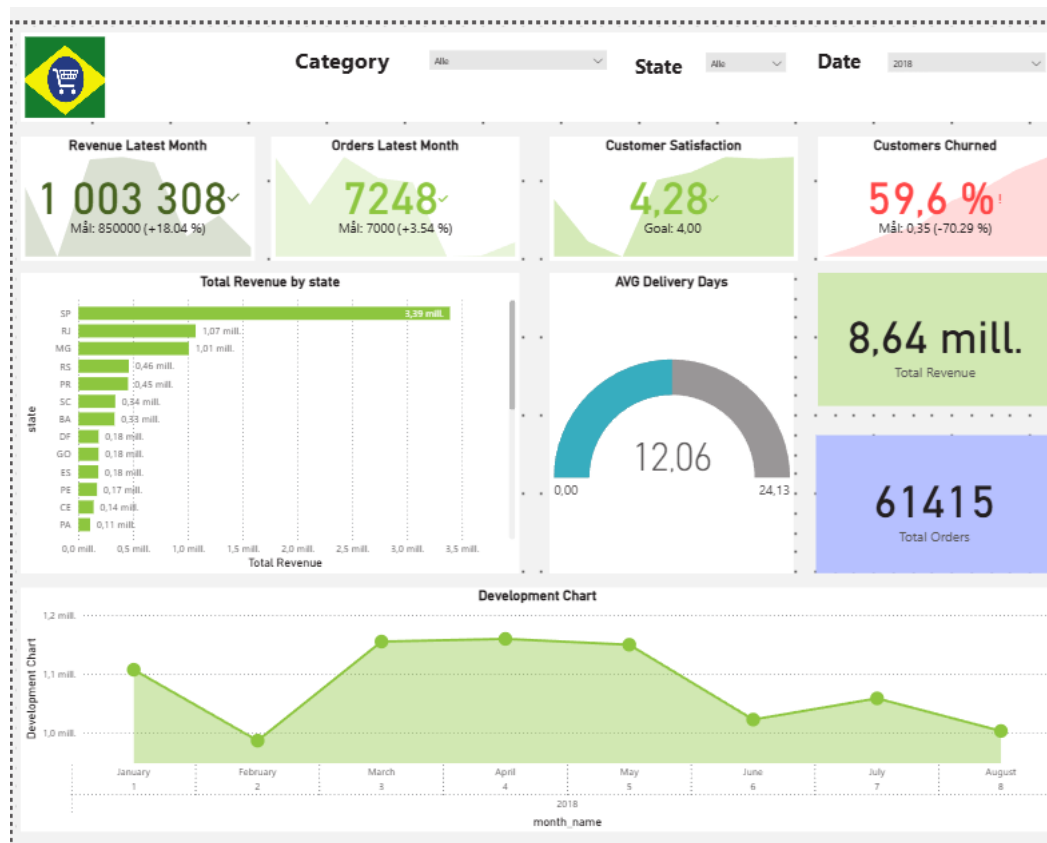 Category Alle State Alle Date 2018
Revenue Latest Month
1 003 308
Mål: 850000 (+18.04 %)
Orders Latest Month
7248
Mål: 7000 (+3.54 %)
Customer Satisfaction
4,28
Goal: 4,00
Customers Churned
59,6 % !
Mål: 0,35 (-70.29 %)
Total Revenue by state
state
SP 3,39 mill.
RJ 1,07 mill.
MG 1,01 mill.
RS 0,46 mill.
PR 0,45 mill.
SC 0,34 mill.
BA 0,33 mill.
DF 0,18 mill.
GO 0,18 mill.
ES 0,18 mill.
PE 0,17 mill.
CE 0,14 mill.
PA 0,11 mill.
0,0 mill. 0,5 mill. 1,0 mill. 1,5 mill. 2,0 mill. 2,5 mill. 3,0 mill. 3,5 mill.
Total Revenue
AVG Delivery Days
12,06
0,00 24,13
8,64 mill.
Total Revenue
61415
Total Orders
Development Chart
Development Chart
1,2 mill.
1,1 mill.
1,0 mill.
January February March April May June July August
1 2 3 4 5 6 7 8
2018
month_name